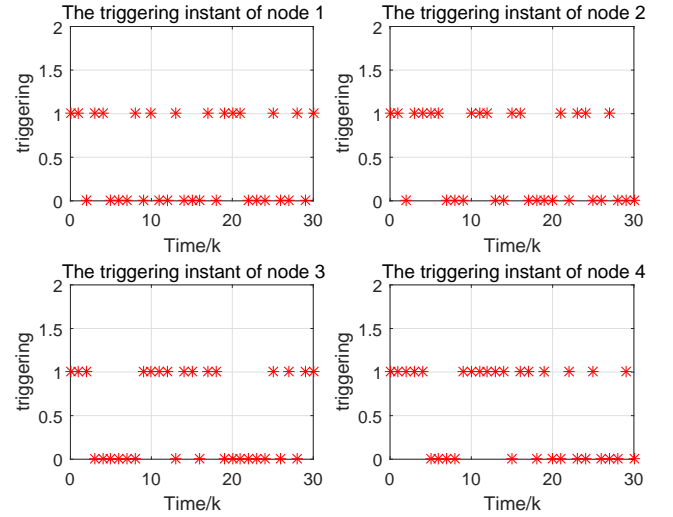 The triggering instant of node 1
2
1.5
1
0.5
0
triggering
0 10 20 30
Time/k
The triggering instant of node 2
2
1.5
1
0.5
0
triggering
0 10 20 30
Time/k
The triggering instant of node 3
2
1.5
1
0.5
0
triggering
0 10 20 30
Time/k
The triggering instant of node 4
2
1.5
1
0.5
0
triggering
0 10 20 30
Time/k